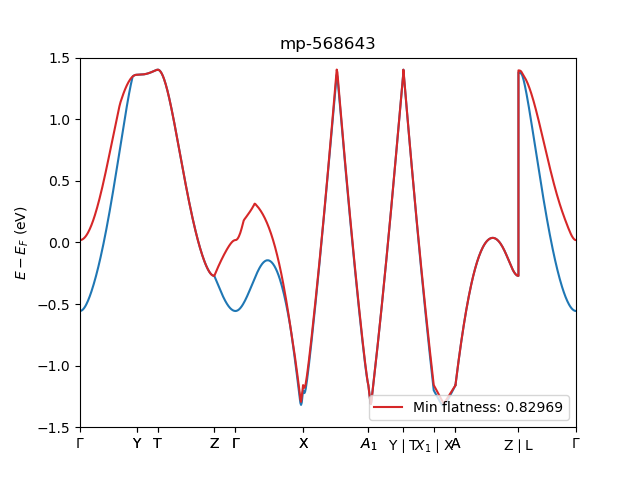 mp-568643
E − E_F (eV)
1.5
1.0
0.5
0.0
−0.5
−1.0
−1.5
Min flatness: 0.82969
Γ Y T Z Γ X A₁ Y | T X₁ | X A Z | L Γ